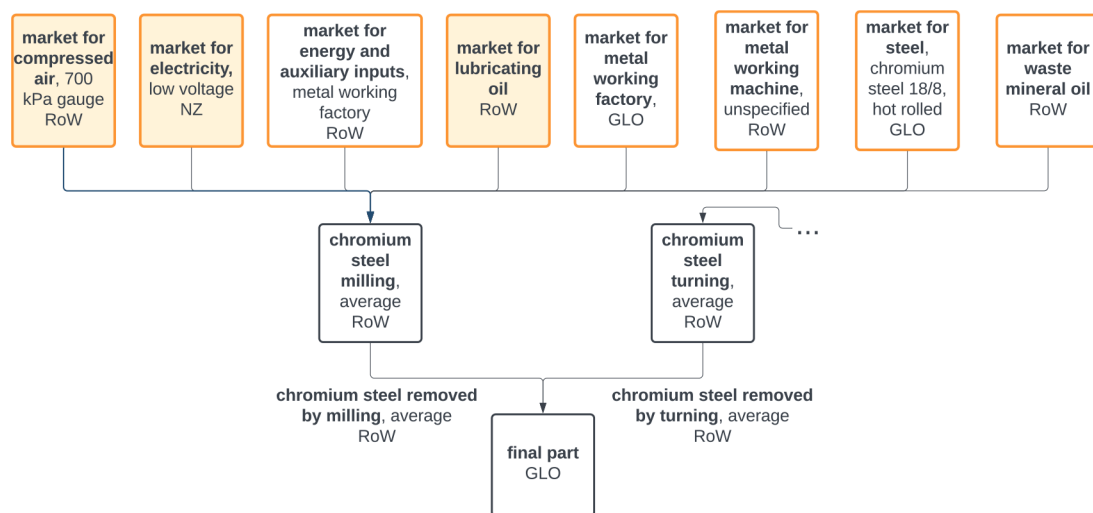 market for
compressed
air, 700
kPa gauge
RoW
market for
electricity,
low voltage
NZ
market for
energy and
auxiliary inputs,
metal working
factory
RoW
market for
lubricating
oil
RoW
market for
metal
working
factory,
GLO
market for
metal
working
machine,
unspecified
RoW
market for
steel,
chromium
steel 18/8,
hot rolled
GLO
market for
waste
mineral oil
RoW
chromium
steel
milling,
average
RoW
chromium
steel
turning,
average
RoW
...
chromium steel removed
by milling, average
RoW
chromium steel removed
by turning, average
RoW
final part
GLO